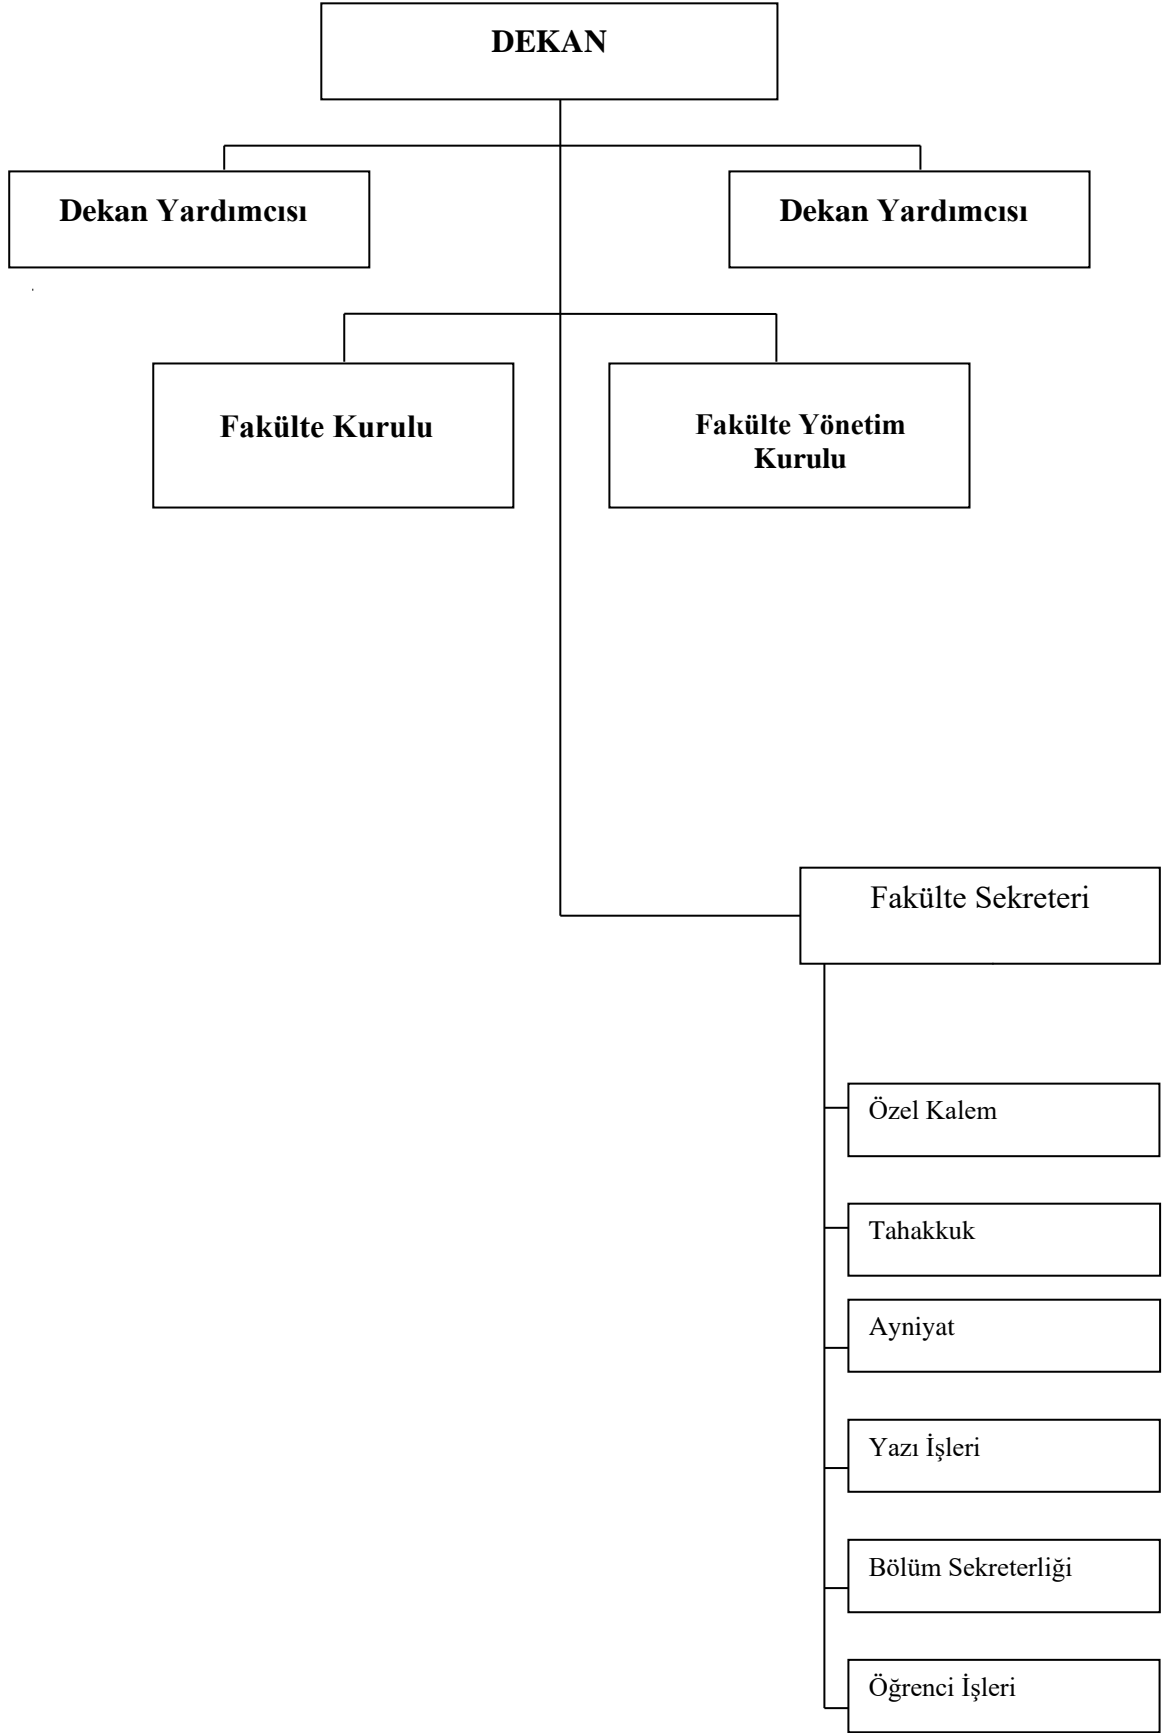 DEKAN
Dekan Yardımcısı
Dekan Yardımcısı
Fakülte Kurulu
Fakülte Yönetim
Kurulu
Fakülte Sekreteri
Özel Kalem
Tahakkuk
Ayniyat
Yazı İşleri
Bölüm Sekreterliği
Öğrenci İşleri